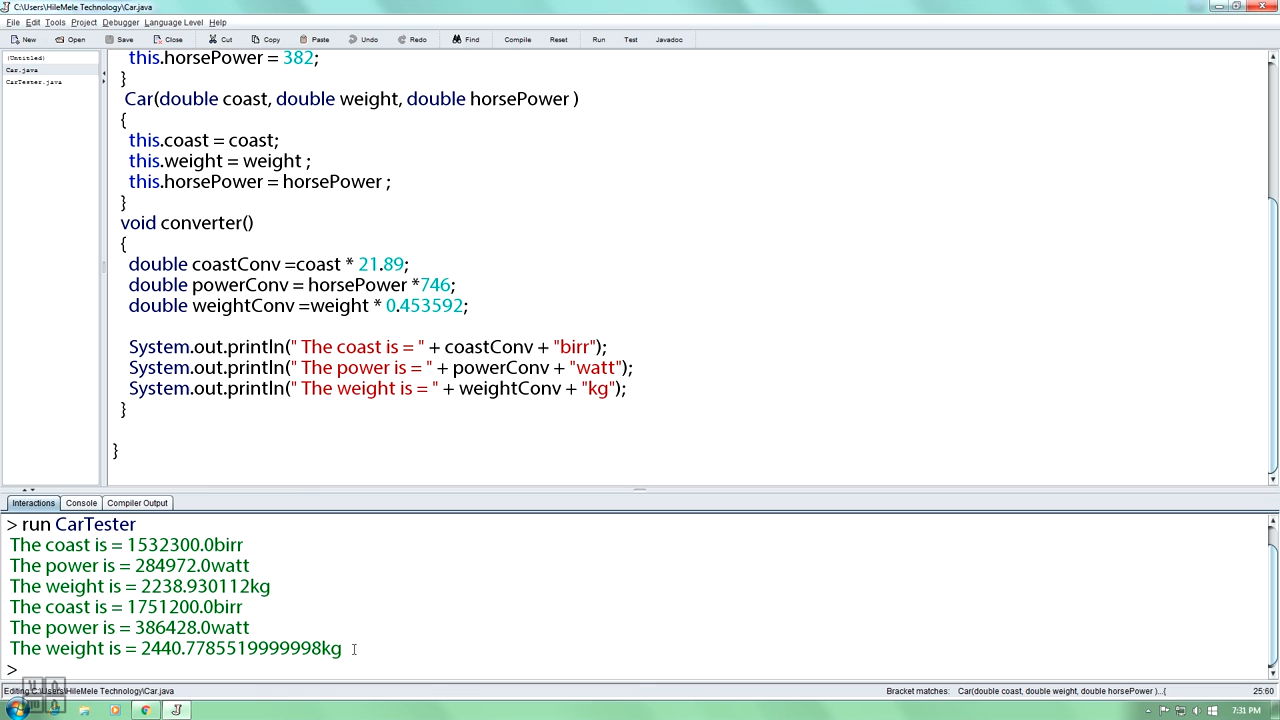 C:\Users\HileMele Technology\Car.java
File Edit Tools Project Debugger Language Level Help
New Open Save Close Cut Copy Paste Undo Redo Find Compile Reset Run Test Javadoc
(Untitled)
Car.java
CarTester.java
this.horsePower = 382;
}
Car(double coast, double weight, double horsePower )
{
this.coast = coast;
this.weight = weight ;
this.horsePower = horsePower ;
}
void converter()
{
double coastConv =coast * 21.89;
double powerConv = horsePower *746;
double weightConv =weight * 0.453592;
System.out.println(" The coast is = " + coastConv + "birr");
System.out.println(" The power is = " + powerConv + "watt");
System.out.println(" The weight is = " + weightConv + "kg");
}
}
Interactions Console Compiler Output
> run CarTester
The coast is = 1532300.0birr
The power is = 284972.0watt
The weight is = 2238.930112kg
The coast is = 1751200.0birr
The power is = 386428.0watt
The weight is = 2440.7785519999998kg
>
Editing C:\Users\HileMele Technology\Car.java
Bracket matches: Car(double coast, double weight, double horsePower )...{
25:60
7:31 PM